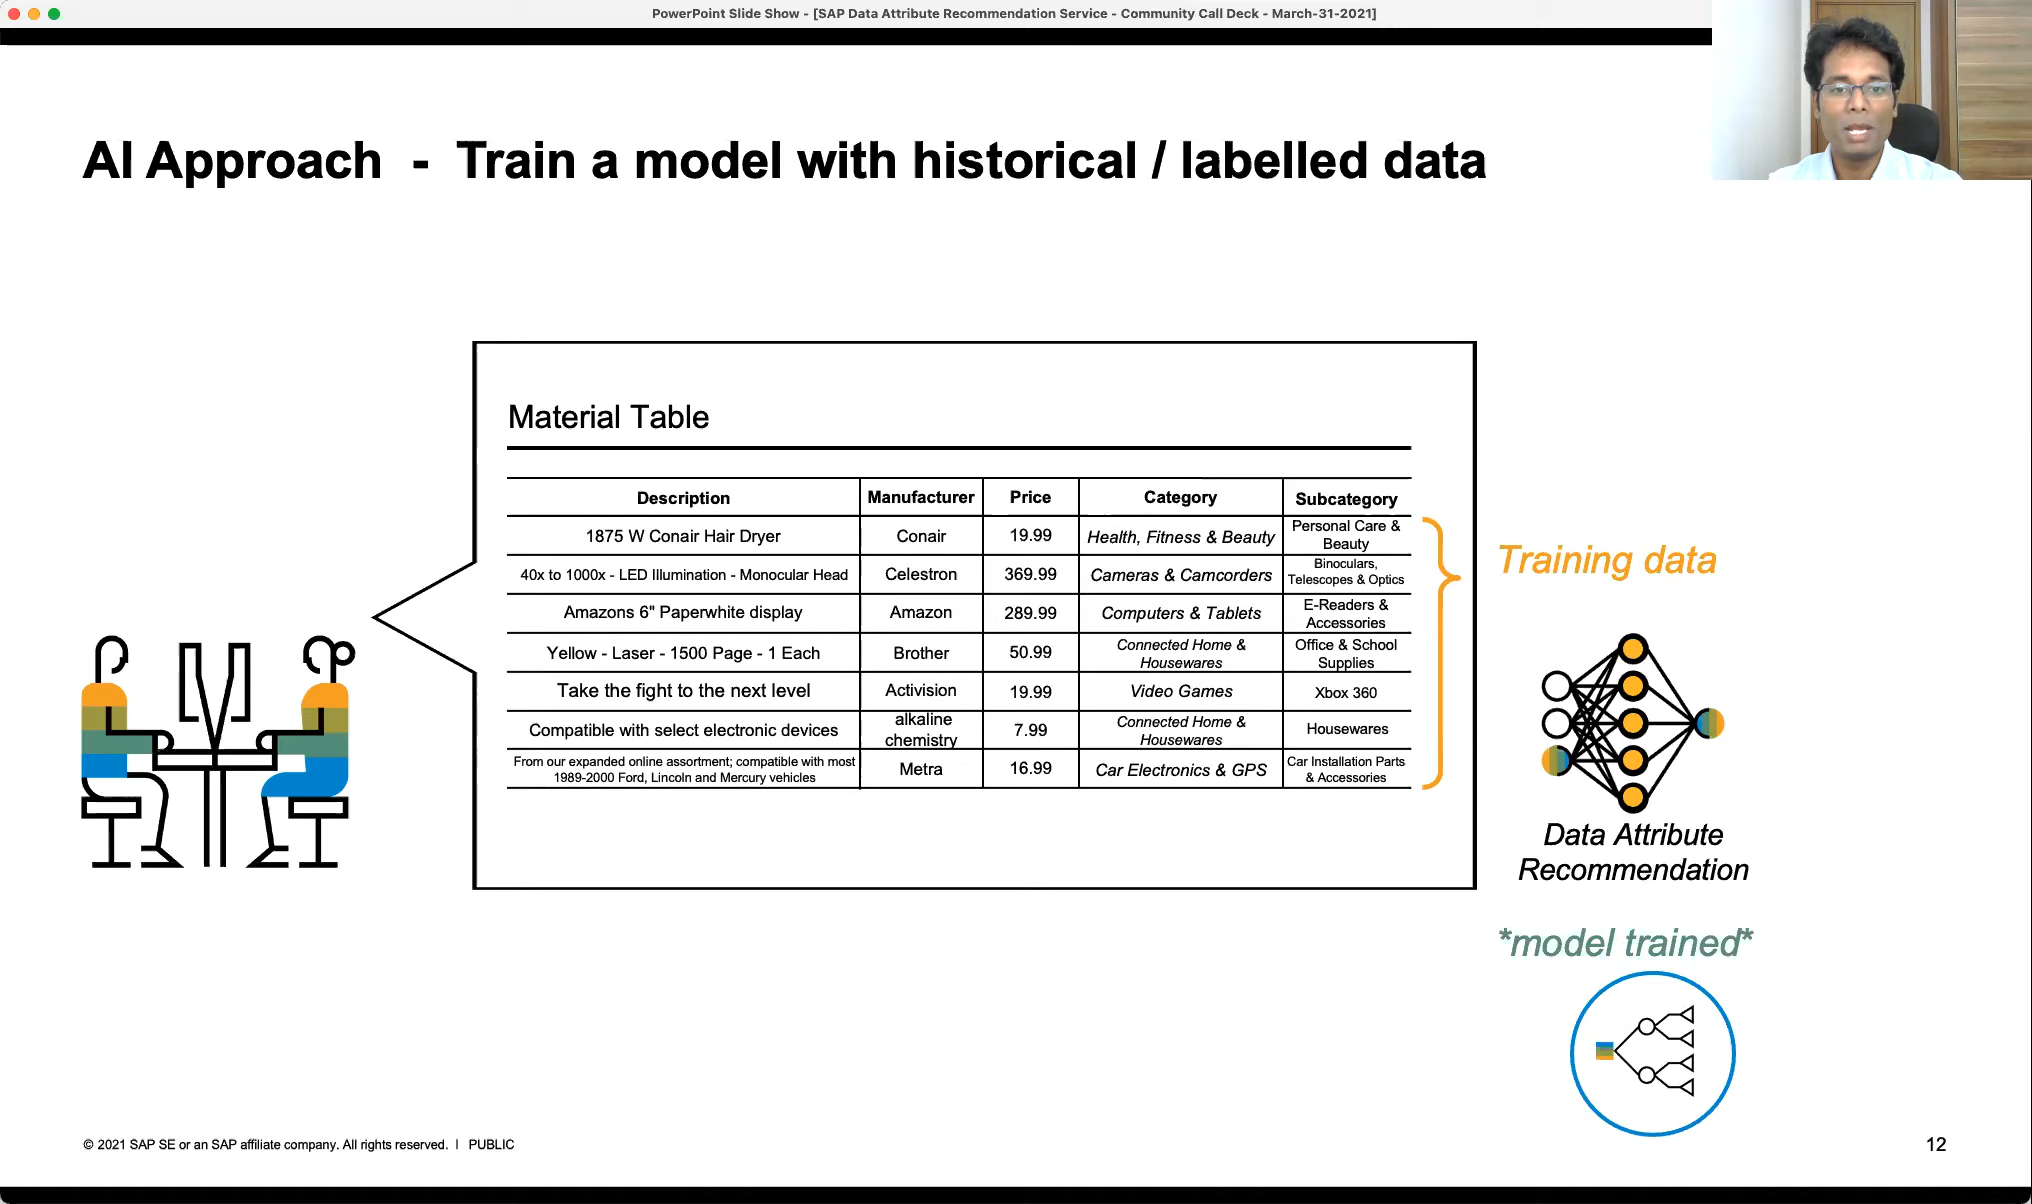 PowerPoint Slide Show - [SAP Data Attribute Recommendation Service - Community Call Deck - March-31-2021]
AI Approach - Train a model with historical / labelled data
Material Table
Description Manufacturer Price Category Subcategory
1875 W Conair Hair Dryer Conair 19.99 Health, Fitness & Beauty Personal Care &
Beauty
40x to 1000x - LED Illumination - Monocular Head Celestron 369.99 Cameras & Camcorders Binoculars,
Telescopes & Optics
Amazons 6" Paperwhite display Amazon 289.99 Computers & Tablets E-Readers &
Accessories
Yellow - Laser - 1500 Page - 1 Each Brother 50.99 Connected Home & Office & School
Housewares Supplies
Take the fight to the next level Activision 19.99 Video Games Xbox 360
Compatible with select electronic devices alkaline 7.99 Connected Home & Housewares
chemistry Housewares
From our expanded online assortment; compatible with most Metra 16.99 Car Electronics & GPS Car Installation Parts
1989-2000 Ford, Lincoln and Mercury vehicles & Accessories
Training data
Data Attribute
Recommendation
*model trained*
© 2021 SAP SE or an SAP affiliate company. All rights reserved. I PUBLIC
12